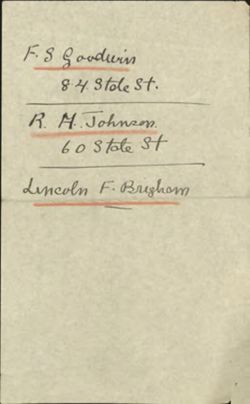 F. S Goodwin
84 State St.
R. H. Johnson.
60 State St
Lincoln F. Brigham